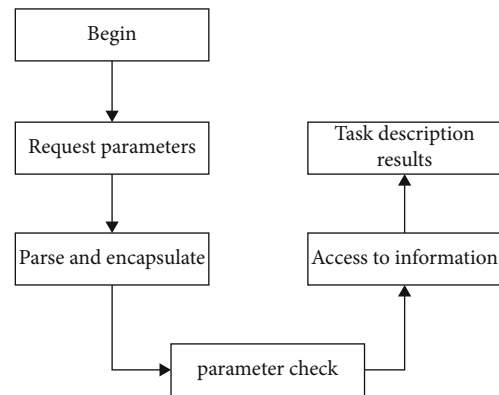 Begin
Request parameters
Parse and encapsulate
parameter check
Access to information
Task description
results